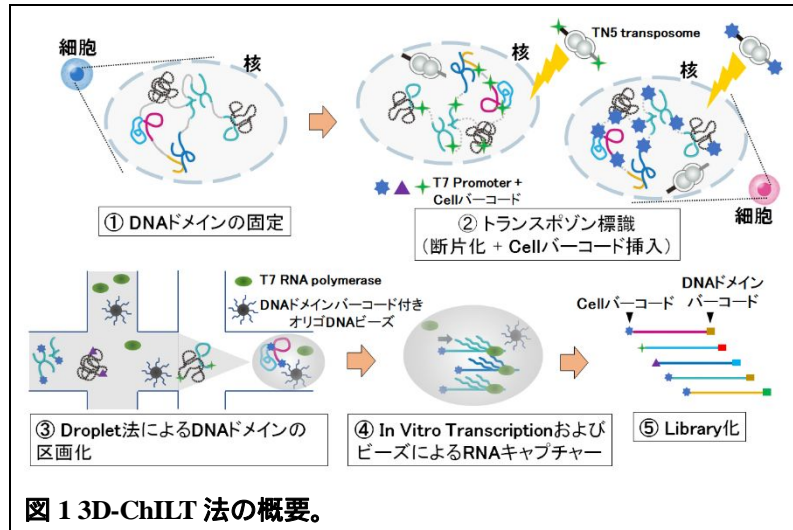 細胞
核
TN5 transposome
核
T7 Promoter +
Cellバーコード
細胞
① DNAドメインの固定
② トランスポゾン標識
(断片化 + Cellバーコード挿入)
T7 RNA polymerase
DNAドメインバーコード付き
オリゴDNAビーズ
Cellバーコード
DNAドメイン
バーコード
③ Droplet法によるDNAドメインの
区画化
④ In Vitro Transcriptionおよび
ビーズによるRNAキャプチャー
⑤ Library化
図 1 3D-ChILT 法の概要。